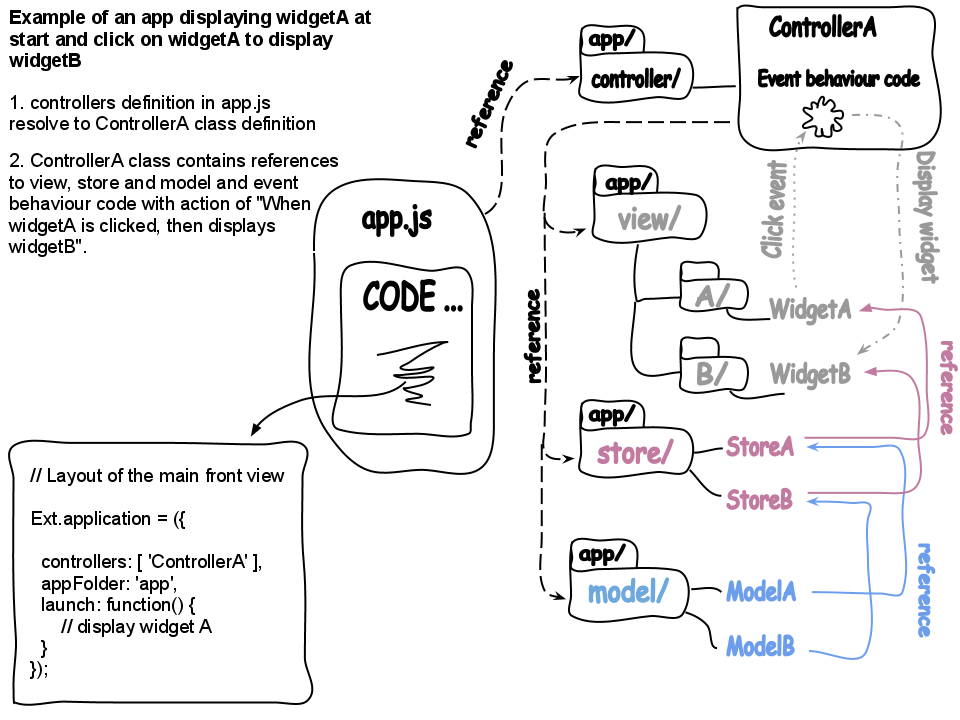 Example of an app displaying widgetA at
start and click on widgetA to display
widgetB
1. controllers definition in app.js
resolve to ControllerA class definition
2. ControllerA class contains references
to view, store and model and event
behaviour code with action of "When
widgetA is clicked, then displays
widgetB".
app.js
CODE ...
// Layout of the main front view
Ext.application = ({
controllers: [ 'ControllerA' ],
appFolder: 'app',
launch: function() {
// display widget A
}
});
reference
app/
controller/
ControllerA
Event behaviour code
Click event
Display widget
reference
app/
view/
A/
WidgetA
B/
WidgetB
reference
app/
store/
StoreA
StoreB
reference
app/
model/
ModelA
ModelB